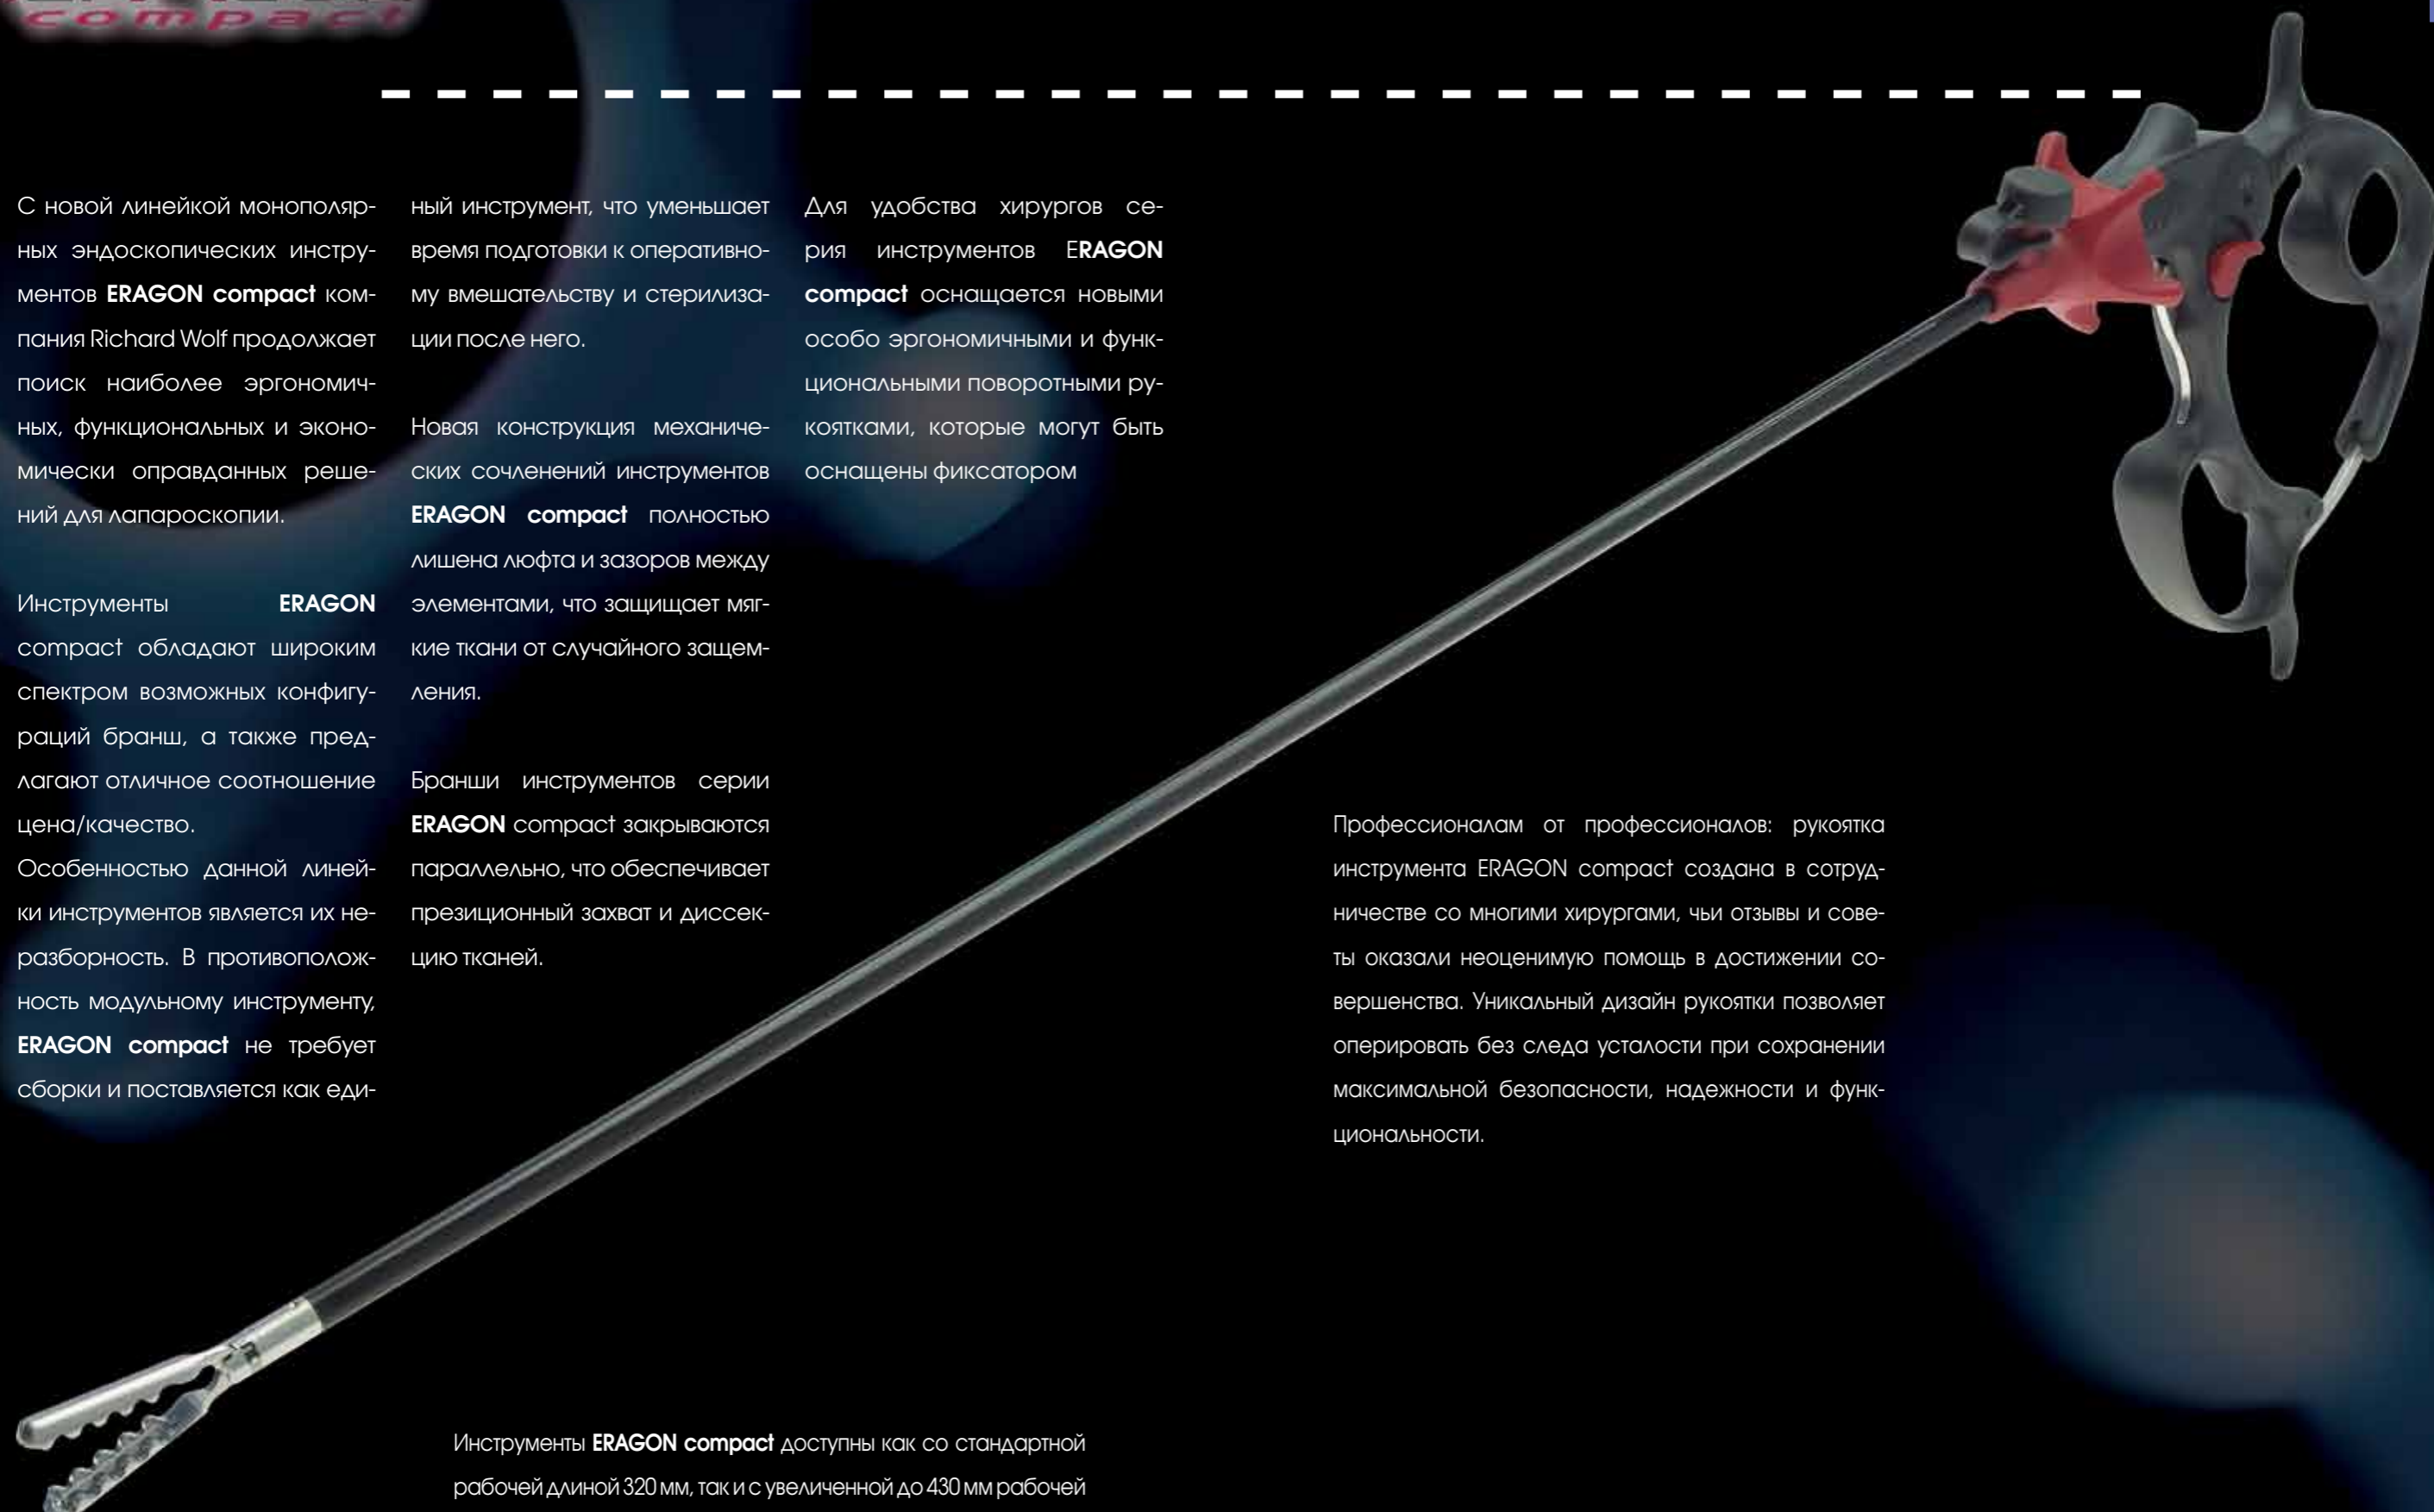 compact
С новой линейкой монополяр-
ных эндоскопических инстру-
ментов ERAGON compact ком-
пания Richard Wolf продолжает
поиск наиболее эргономич-
ных, функциональных и эконо-
мически оправданных реше-
ний для лапароскопии.
Инструменты ERAGON
compact обладают широким
спектром возможных конфигу-
раций бранш, а также пред-
лагают отличное соотношение
цена/качество.
Особенностью данной линей-
ки инструментов является их не-
разборность. В противополож-
ность модульному инструменту,
ERAGON compact не требует
сборки и поставляется как еди-
ный инструмент, что уменьшает
время подготовки к оперативно-
му вмешательству и стерилиза-
ции после него.
Новая конструкция механиче-
ских сочленений инструментов
ERAGON compact полностью
лишена люфта и зазоров между
элементами, что защищает мяг-
кие ткани от случайного защем-
ления.
Бранши инструментов серии
ERAGON compact закрываются
параллельно, что обеспечивает
презиционный захват и диссек-
цию тканей.
Для удобства хирургов се-
рия инструментов ERAGON
compact оснащается новыми
особо эргономичными и функ-
циональными поворотными ру-
коятками, которые могут быть
оснащены фиксатором
Профессионалам от профессионалов: рукоятка
инструмента ERAGON compact создана в сотруд-
ничестве со многими хирургами, чьи отзывы и сове-
ты оказали неоценимую помощь в достижении со-
вершенства. Уникальный дизайн рукоятки позволяет
оперировать без следа усталости при сохранении
максимальной безопасности, надежности и функ-
циональности.
Инструменты ERAGON compact доступны как со стандартной
рабочей длиной 320 мм, так и с увеличенной до 430 мм рабочей